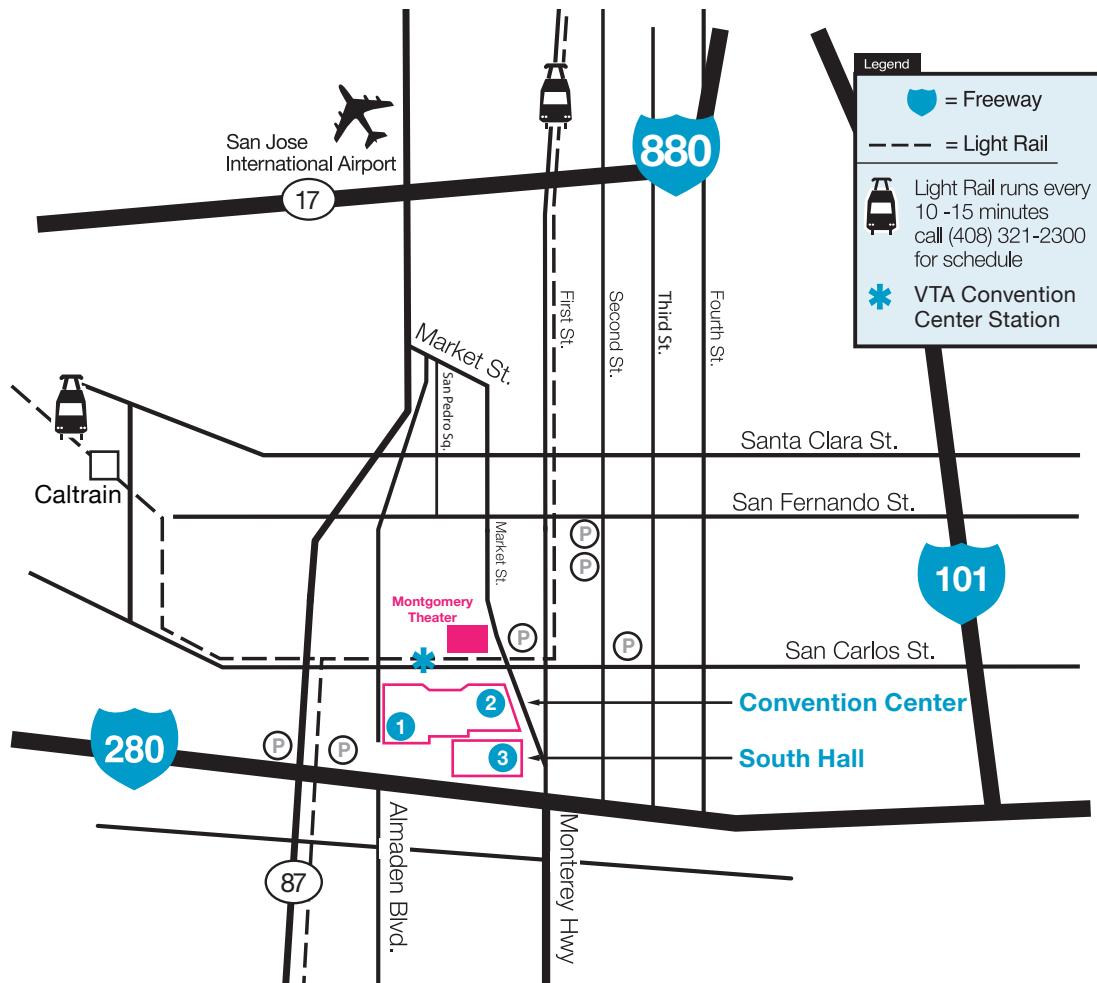 Legend
= Freeway
= Light Rail
Light Rail runs every
10 -15 minutes
call (408) 321-2300
for schedule
VTA Convention
Center Station
San Jose
International Airport
880
17
First St.
Second St.
Third St.
Fourth St.
Market St.
San Pedro Sq.
Santa Clara St.
Caltrain
San Fernando St.
P
P
Market St.
101
Montgomery
Theater
P
P
San Carlos St.
Convention Center
2
1
280
P
P
3
South Hall
Almaden Blvd.
Monterey Hwy
87